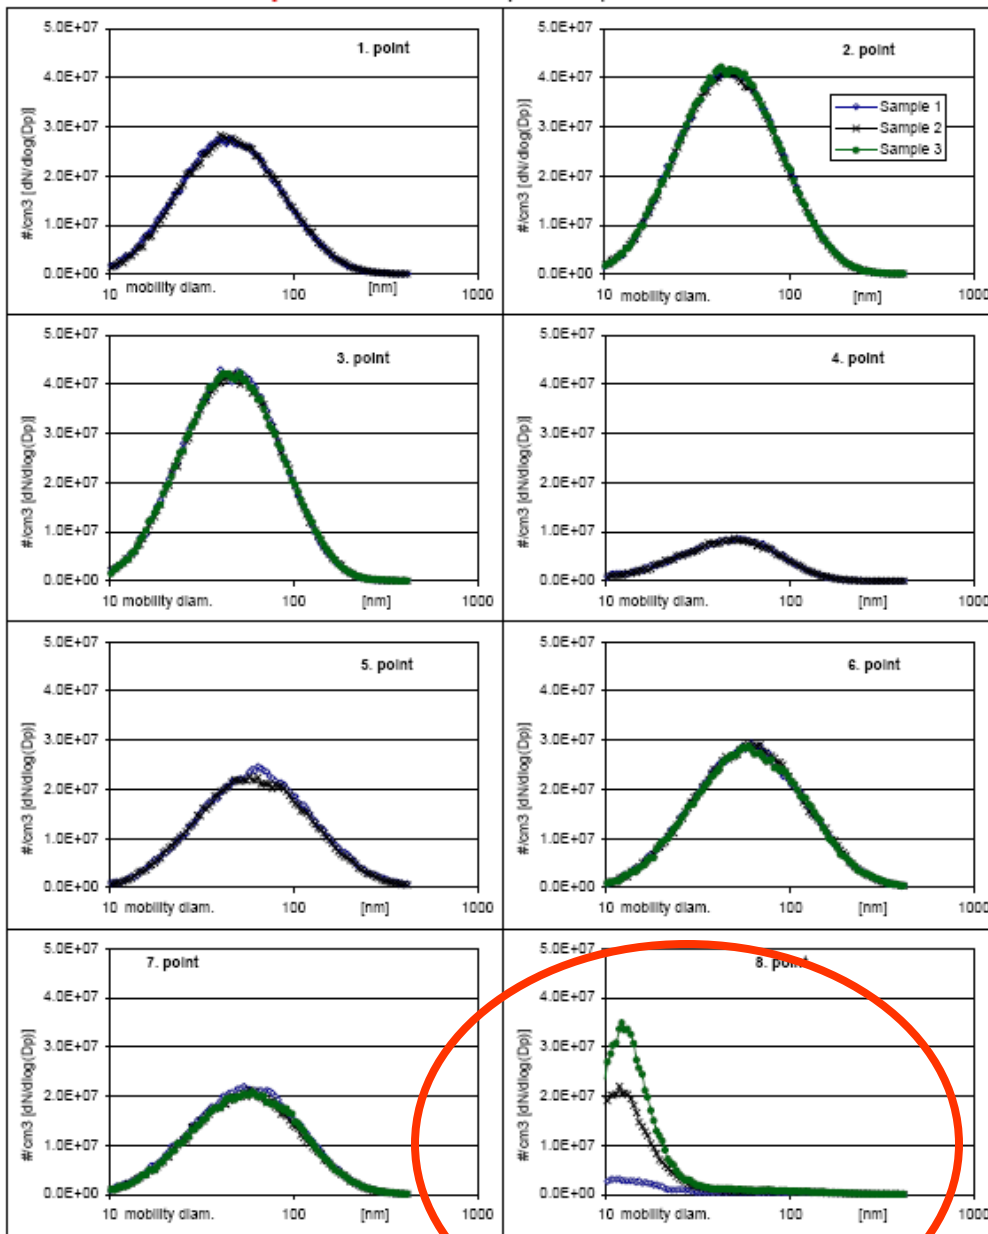 1. point
5.0E+07
4.0E+07
3.0E+07
2.0E+07
1.0E+07
0.0E+00
#/cm3 [dN/dlog(Dp)]
10 mobility diam. 100 [nm] 1000
2. point
5.0E+07
4.0E+07
3.0E+07
2.0E+07
1.0E+07
0.0E+00
#/cm3 [dN/dlog(Dp)]
Sample 1
Sample 2
Sample 3
10 mobility diam. 100 [nm] 1000
3. point
5.0E+07
4.0E+07
3.0E+07
2.0E+07
1.0E+07
0.0E+00
#/cm3 [dN/dlog(Dp)]
10 mobility diam. 100 [nm] 1000
4. point
5.0E+07
4.0E+07
3.0E+07
2.0E+07
1.0E+07
0.0E+00
#/cm3 [dN/dlog(Dp)]
10 mobility diam. 100 [nm] 1000
5. point
5.0E+07
4.0E+07
3.0E+07
2.0E+07
1.0E+07
0.0E+00
#/cm3 [dN/dlog(Dp)]
10 mobility diam. 100 [nm] 1000
6. point
5.0E+07
4.0E+07
3.0E+07
2.0E+07
1.0E+07
0.0E+00
#/cm3 [dN/dlog(Dp)]
10 mobility diam. 100 [nm] 1000
7. point
5.0E+07
4.0E+07
3.0E+07
2.0E+07
1.0E+07
0.0E+00
#/cm3 [dN/dlog(Dp)]
10 mobility diam. 100 [nm] 1000
8. point
5.0E+07
4.0E+07
3.0E+07
2.0E+07
1.0E+07
0.0E+00
#/cm3 [dN/dlog(Dp)]
10 mobility diam. 100 [nm] 1000